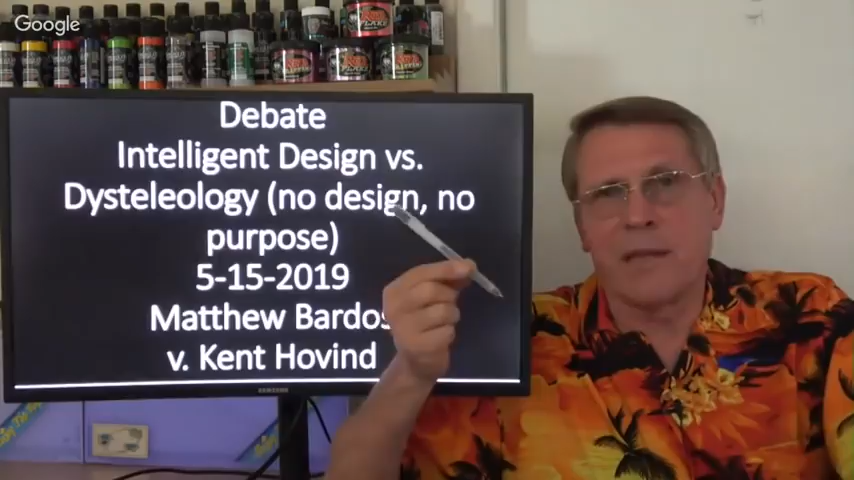 Google
Debate
Intelligent Design vs.
Dysteleology (no design, no
purpose)
5-15-2019
Matthew Bardos
v. Kent Hovind
SAMSUNG